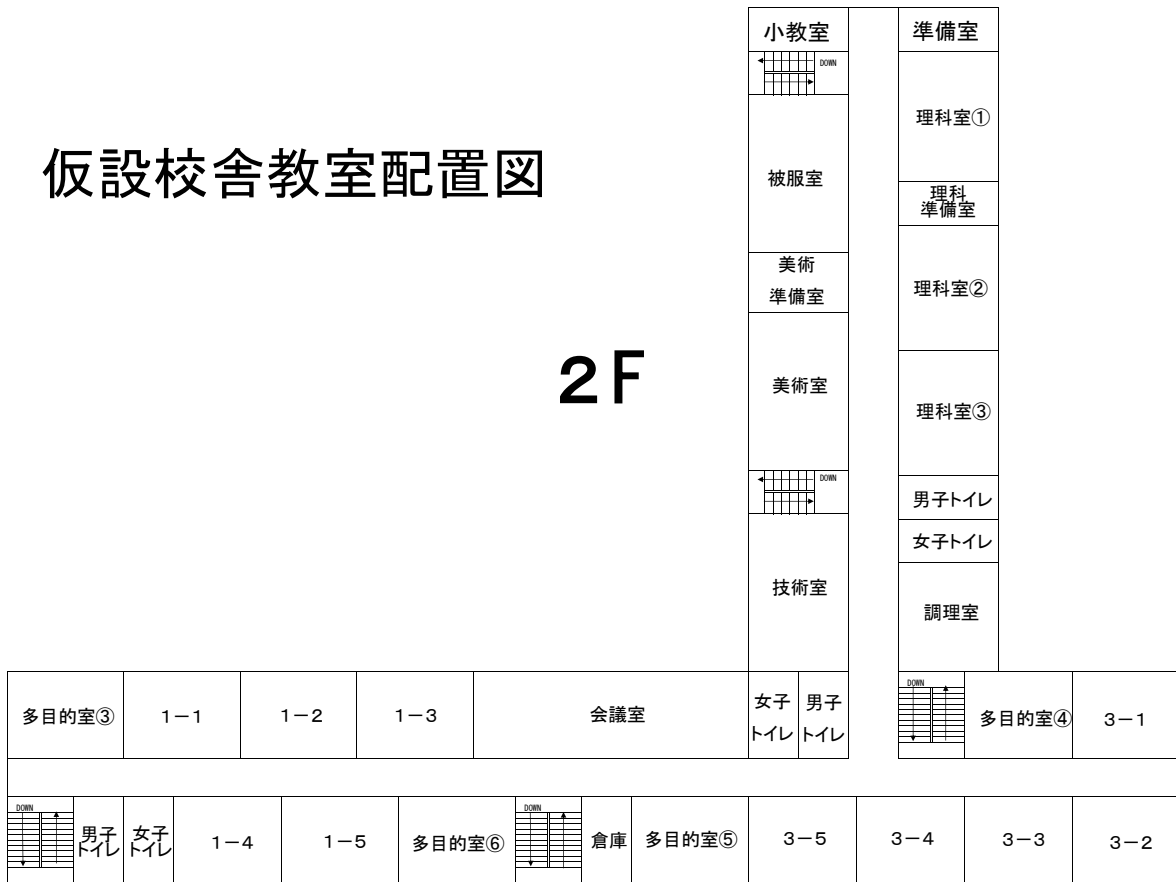 小教室
準備室
DOWN
理科室①
仮設校舎教室配置図
被服室
理科
準備室
美術
準備室
理科室②
2F
美術室
理科室③
DOWN
男子トイレ
女子トイレ
技術室
調理室
多目的室③
1－1
1－2
1－3
会議室
女子
トイレ
男子
トイレ
DOWN
多目的室④
3－1
DOWN
男子
トイレ
女子
トイレ
1－4
1－5
多目的室⑥
DOWN
倉庫
多目的室⑤
3－5
3－4
3－3
3－2